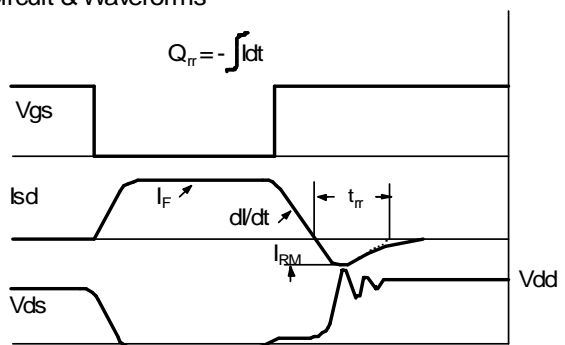 Circuit & Waveforms
Qrr = - ∫Idt
Vgs
Isd
IF
dI/dt
trr
IRM
Vdd
Vds